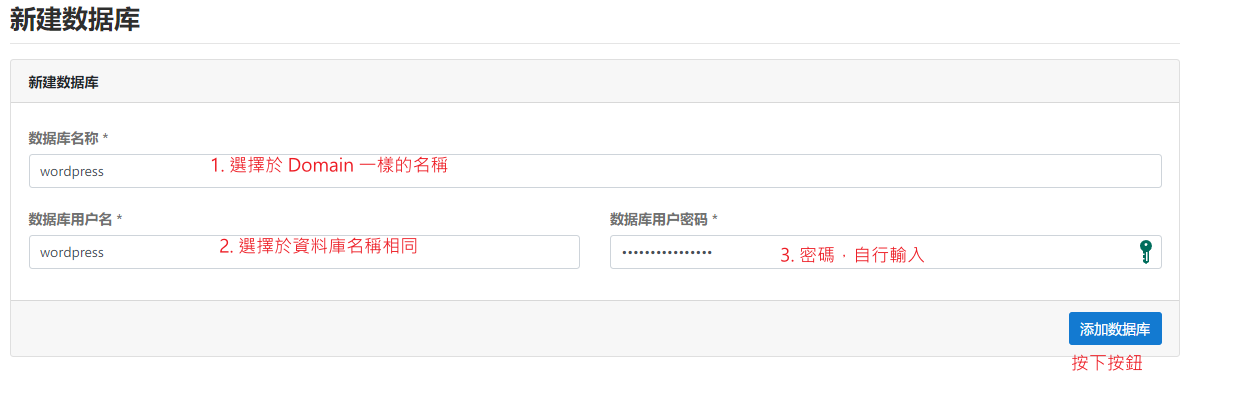 新建数据库
新建数据库
数据库名称 *
wordpress
1. 選擇於 Domain 一樣的名稱
数据库用户名 *
数据库用户密码 *
wordpress
2. 選擇於資料庫名稱相同
••••••••••••••••
3. 密碼，自行輸入
添加数据库
按下按鈕